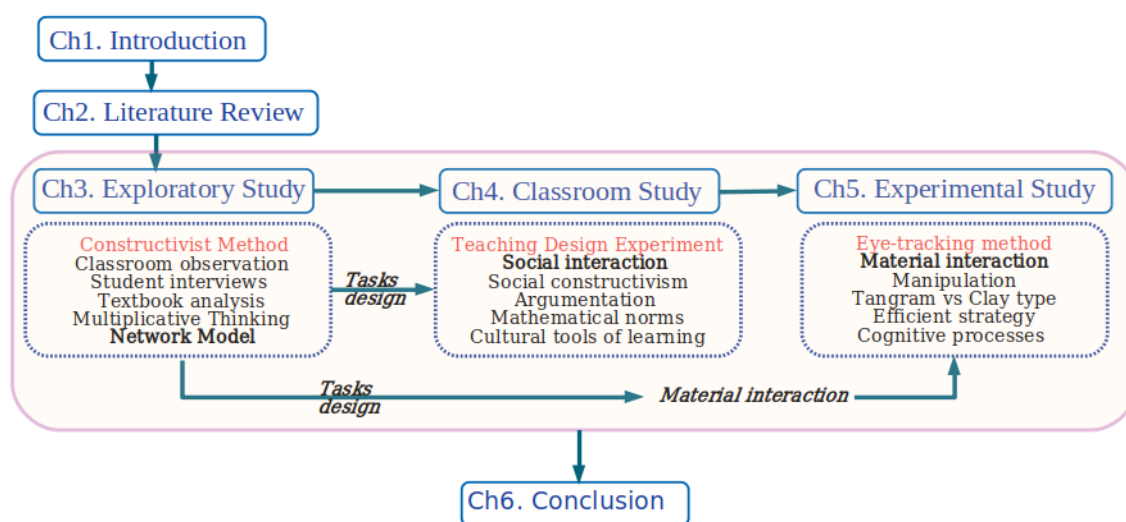 Ch1. Introduction
Ch2. Literature Review
Ch3. Exploratory Study
Ch4. Classroom Study
Ch5. Experimental Study
Constructivist Method
Classroom observation
Student interviews
Textbook analysis
Multiplicative Thinking
Network Model
Tasks
design
Teaching Design Experiment
Social interaction
Social constructivism
Argumentation
Mathematical norms
Cultural tools of learning
Eye-tracking method
Material interaction
Manipulation
Tangram vs Clay type
Efficient strategy
Cognitive processes
Tasks
design
Material interaction
Ch6. Conclusion